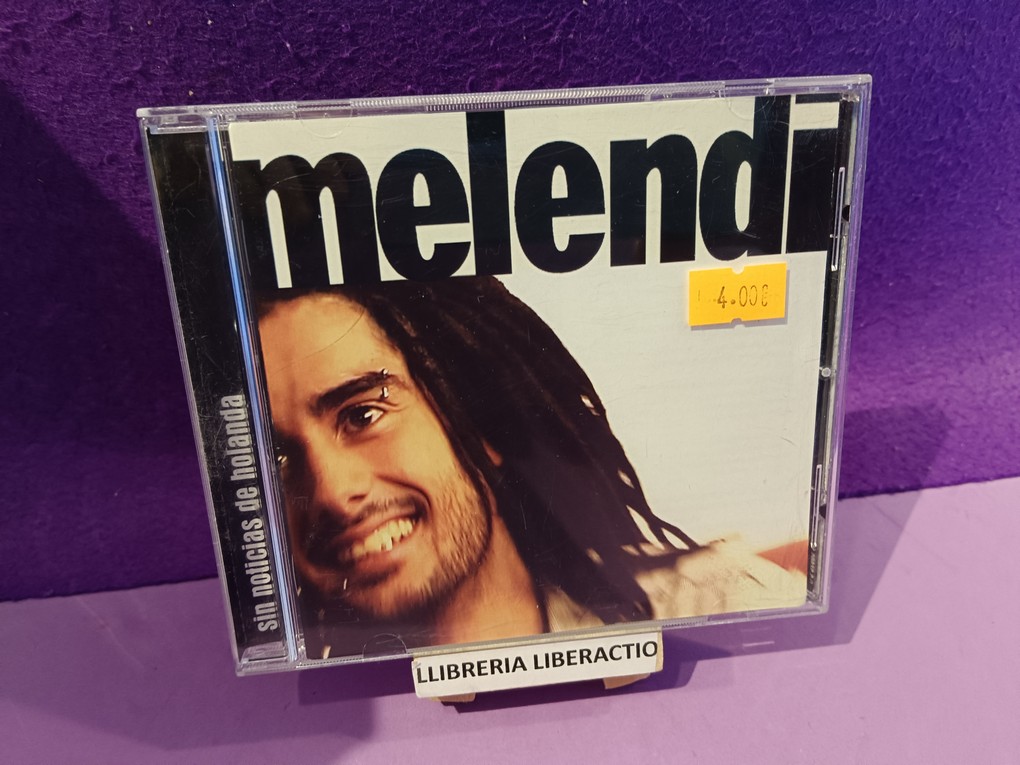 melendi
4.00€
sin noticias de holanda
LLIBRERIA LIBERACTIO